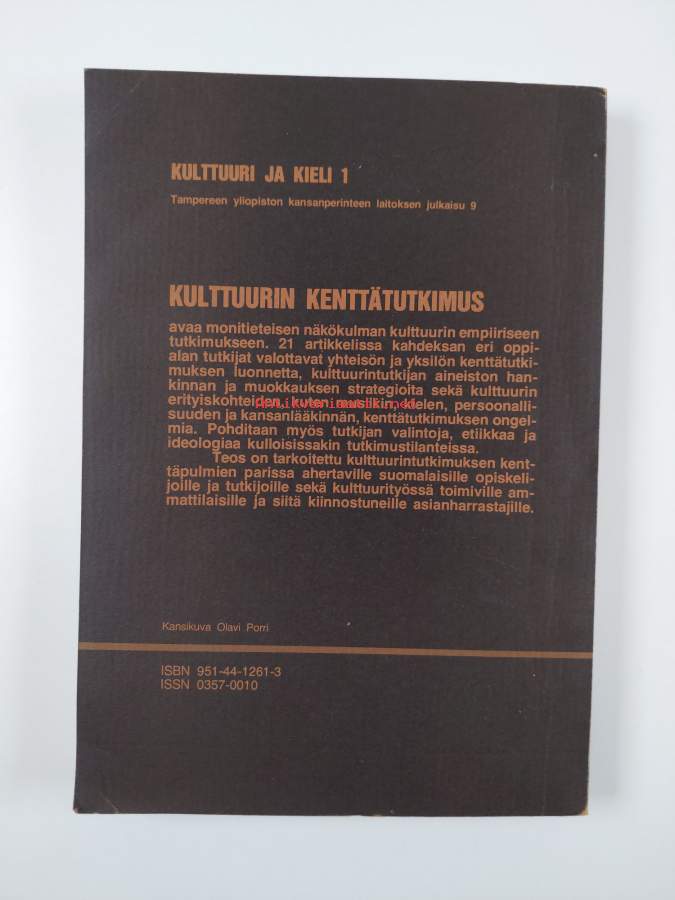 KULTTUURI JA KIELI 1
Tampereen yliopiston kansanperinteen laitoksen julkaisu 9
KULTTUURIN KENTTÄTUTKIMUS
avaa monitieteisen näkökulman kulttuurin empiiriseen
tutkimukseen. 21 artikkelissa kahdeksan eri oppi-
alan tutkijat valottavat yhteisön ja yksilön kenttätutki-
muksen luonnetta, kulttuurintutkijan aineiston han-
kinnan ja muokkauksen strategioita sekä kulttuurin
erityiskohteiden, kuten musiikin, kielen, persoonalli-
suuden ja kansanlääkinnän, kenttätutkimuksen ongel-
mia. Pohditaan myös tutkijan valintoja, etiikkaa ja
ideologiaa kulloisissakin tutkimustilanteissa.
Teos on tarkoitettu kulttuurintutkimuksen kent-
täpulmien parissa ahertaville suomalaisille opiskeli-
joille ja tutkijoille sekä kulttuurityössä toimiville am-
mattilaisille ja siitä kiinnostuneille asianharrastajille.
Kansikuva Olavi Porri
ISBN 951-44-1261-3
ISSN 0357-0010